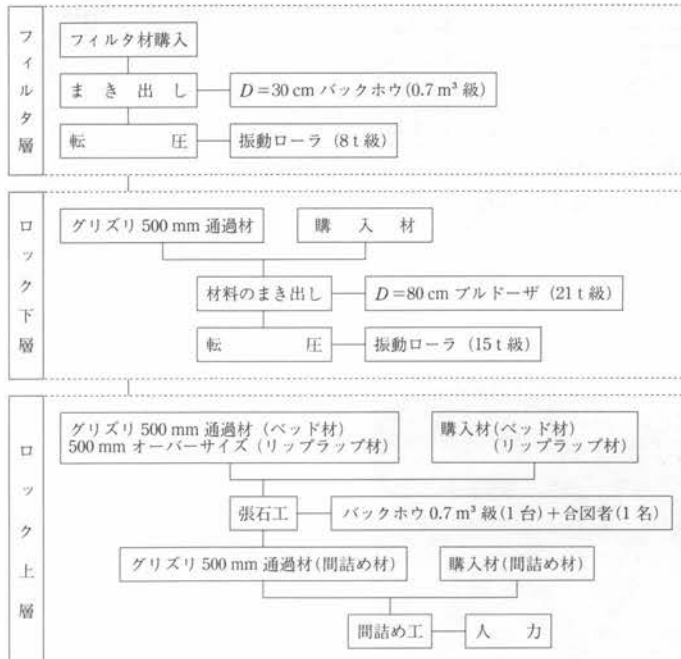 フィルタ層
フィルタ材購入
まき出し
D=30 cm バックホウ(0.7 m³ 級)
転圧
振動ローラ (8 t 級)
ロック下層
グリズリ 500 mm 通過材
購入材
材料のまき出し
D=80 cm ブルドーザ (21 t 級)
転圧
振動ローラ (15 t 級)
ロック上層
グリズリ 500 mm 通過材 (ベッド材)
500 mm オーバーサイズ (リップラップ材)
購入材(ベッド材)
(リップラップ材)
張石工
バックホウ 0.7 m³ 級(1 台)+合図者(1 名)
グリズリ 500 mm 通過材(間詰め材)
購入材(間詰め材)
間詰め工
人力